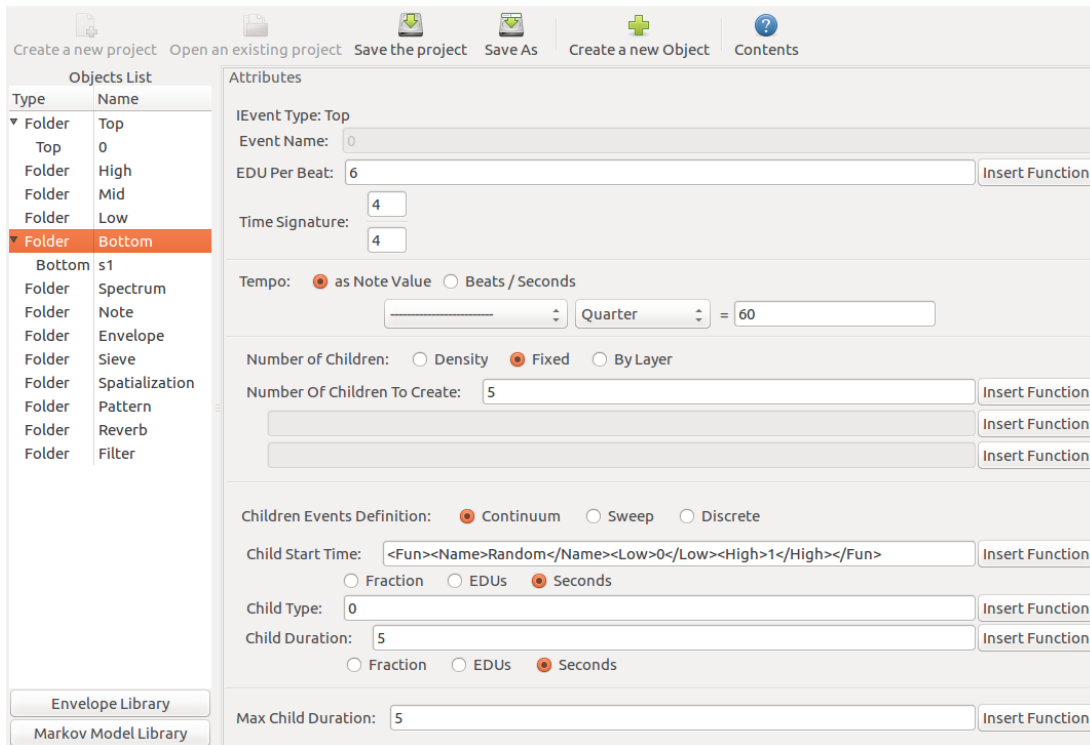 Create a new project Open an existing project Save the project Save As Create a new Object Contents
Objects List
Type Name
Folder Top
Top 0
Folder High
Folder Mid
Folder Low
Folder Bottom
Bottom s1
Folder Spectrum
Folder Note
Folder Envelope
Folder Sieve
Folder Spatialization
Folder Pattern
Folder Reverb
Folder Filter
Envelope Library
Markov Model Library
Attributes
IEvent Type: Top
Event Name: 0
EDU Per Beat: 6 Insert Function
4
Time Signature:
4
Tempo: as Note Value Beats / Seconds
Quarter = 60
Number of Children: Density Fixed By Layer
Number Of Children To Create: 5 Insert Function
Insert Function
Insert Function
Children Events Definition: Continuum Sweep Discrete
Child Start Time: <Fun><Name>Random</Name><Low>0</Low><High>1</High></Fun> Insert Function
Fraction EDUs Seconds
Child Type: 0 Insert Function
Child Duration: 5 Insert Function
Fraction EDUs Seconds
Max Child Duration: 5 Insert Function